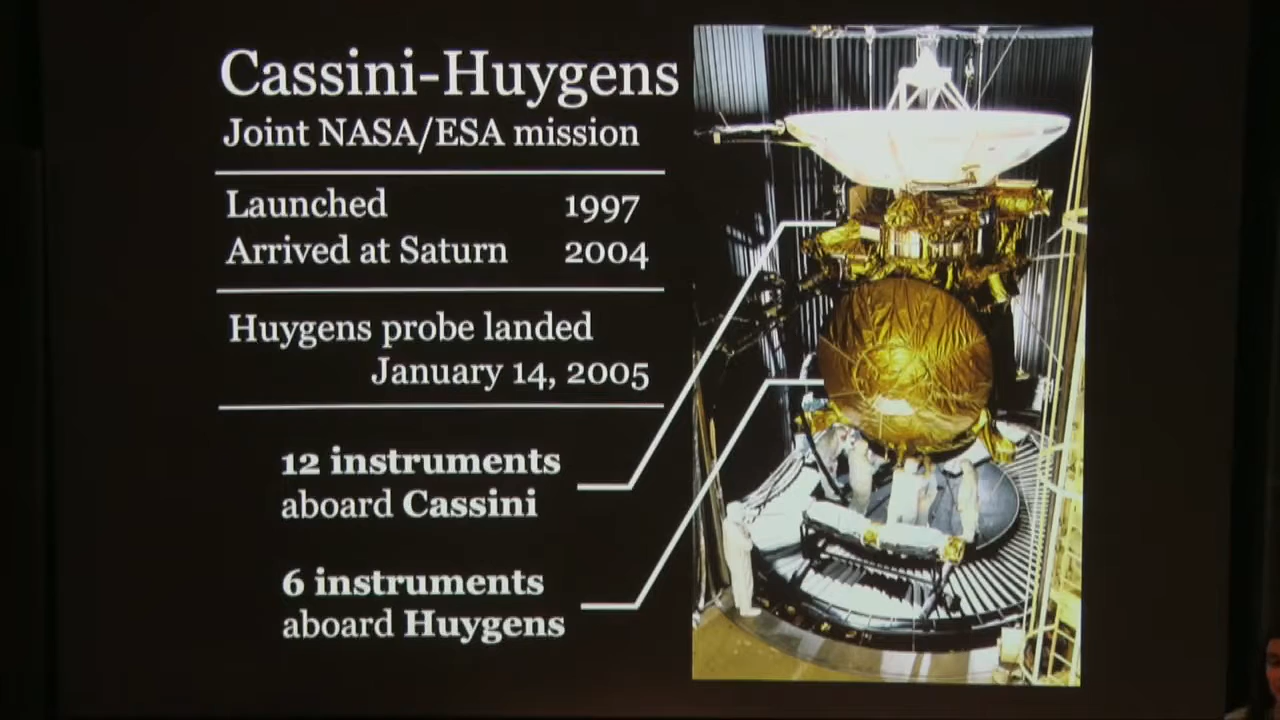 Cassini-Huygens
Joint NASA/ESA mission
Launched 1997
Arrived at Saturn 2004
Huygens probe landed
January 14, 2005
12 instruments
aboard Cassini
6 instruments
aboard Huygens